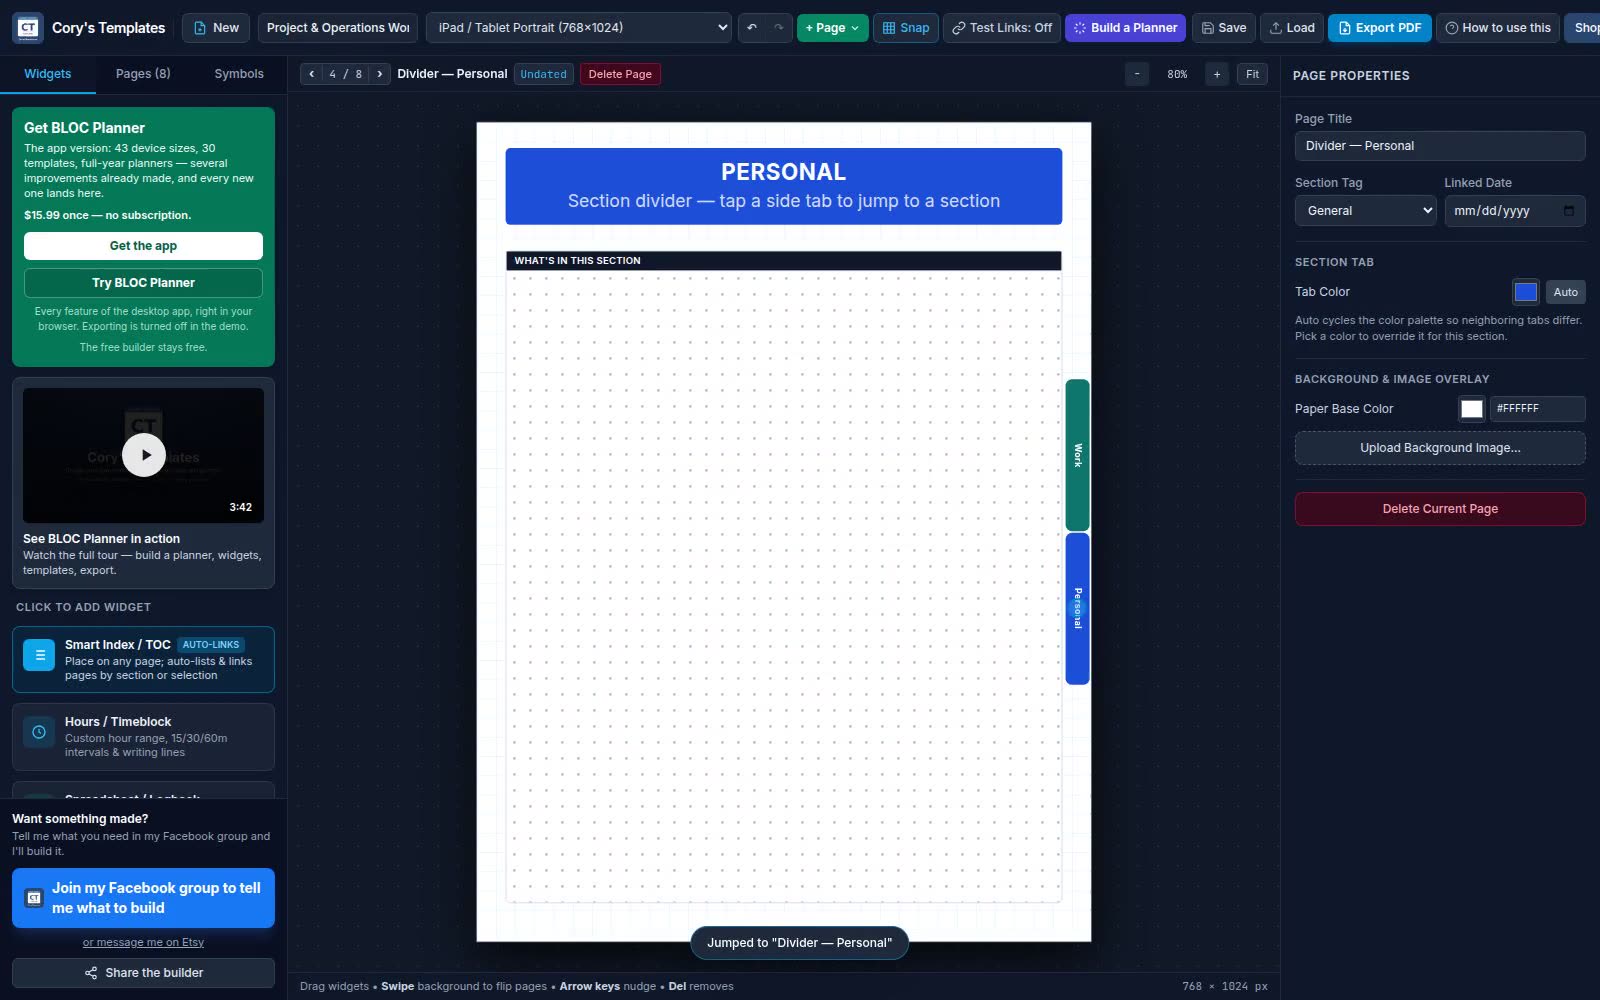 Cory's Templates
New
Project & Operations Wor
iPad / Tablet Portrait (768×1024)
+ Page
Snap
Test Links: Off
Build a Planner
Save
Load
Export PDF
How to use this
Shop
Widgets
Pages (8)
Symbols
4 / 8
Divider — Personal
Undated
Delete Page
-
80%
+
Fit
PAGE PROPERTIES
Get BLOC Planner
The app version: 43 device sizes, 30
templates, full-year planners — several
improvements already made, and every new
one lands here.
$15.99 once — no subscription.
Get the app
Try BLOC Planner
Every feature of the desktop app, right in your
browser. Exporting is turned off in the demo.
The free builder stays free.
CT
3:42
See BLOC Planner in action
Watch the full tour — build a planner, widgets,
templates, export.
CLICK TO ADD WIDGET
Smart Index / TOC
AUTO-LINKS
Place on any page; auto-lists & links
pages by section or selection
Hours / Timeblock
Custom hour range, 15/30/60m
intervals & writing lines
Want something made?
Tell me what you need in my Facebook group and
I'll build it.
Join my Facebook group to tell
me what to build
or message me on Etsy
Share the builder
PERSONAL
Section divider — tap a side tab to jump to a section
WHAT'S IN THIS SECTION
Work
Personal
Jumped to "Divider — Personal"
Drag widgets • Swipe background to flip pages • Arrow keys nudge • Del removes
768 × 1024 px
Page Title
Divider — Personal
Section Tag
Linked Date
General
mm/dd/yyyy
SECTION TAB
Tab Color
Auto
Auto cycles the color palette so neighboring tabs differ.
Pick a color to override it for this section.
BACKGROUND & IMAGE OVERLAY
Paper Base Color
#FFFFFF
Upload Background Image...
Delete Current Page